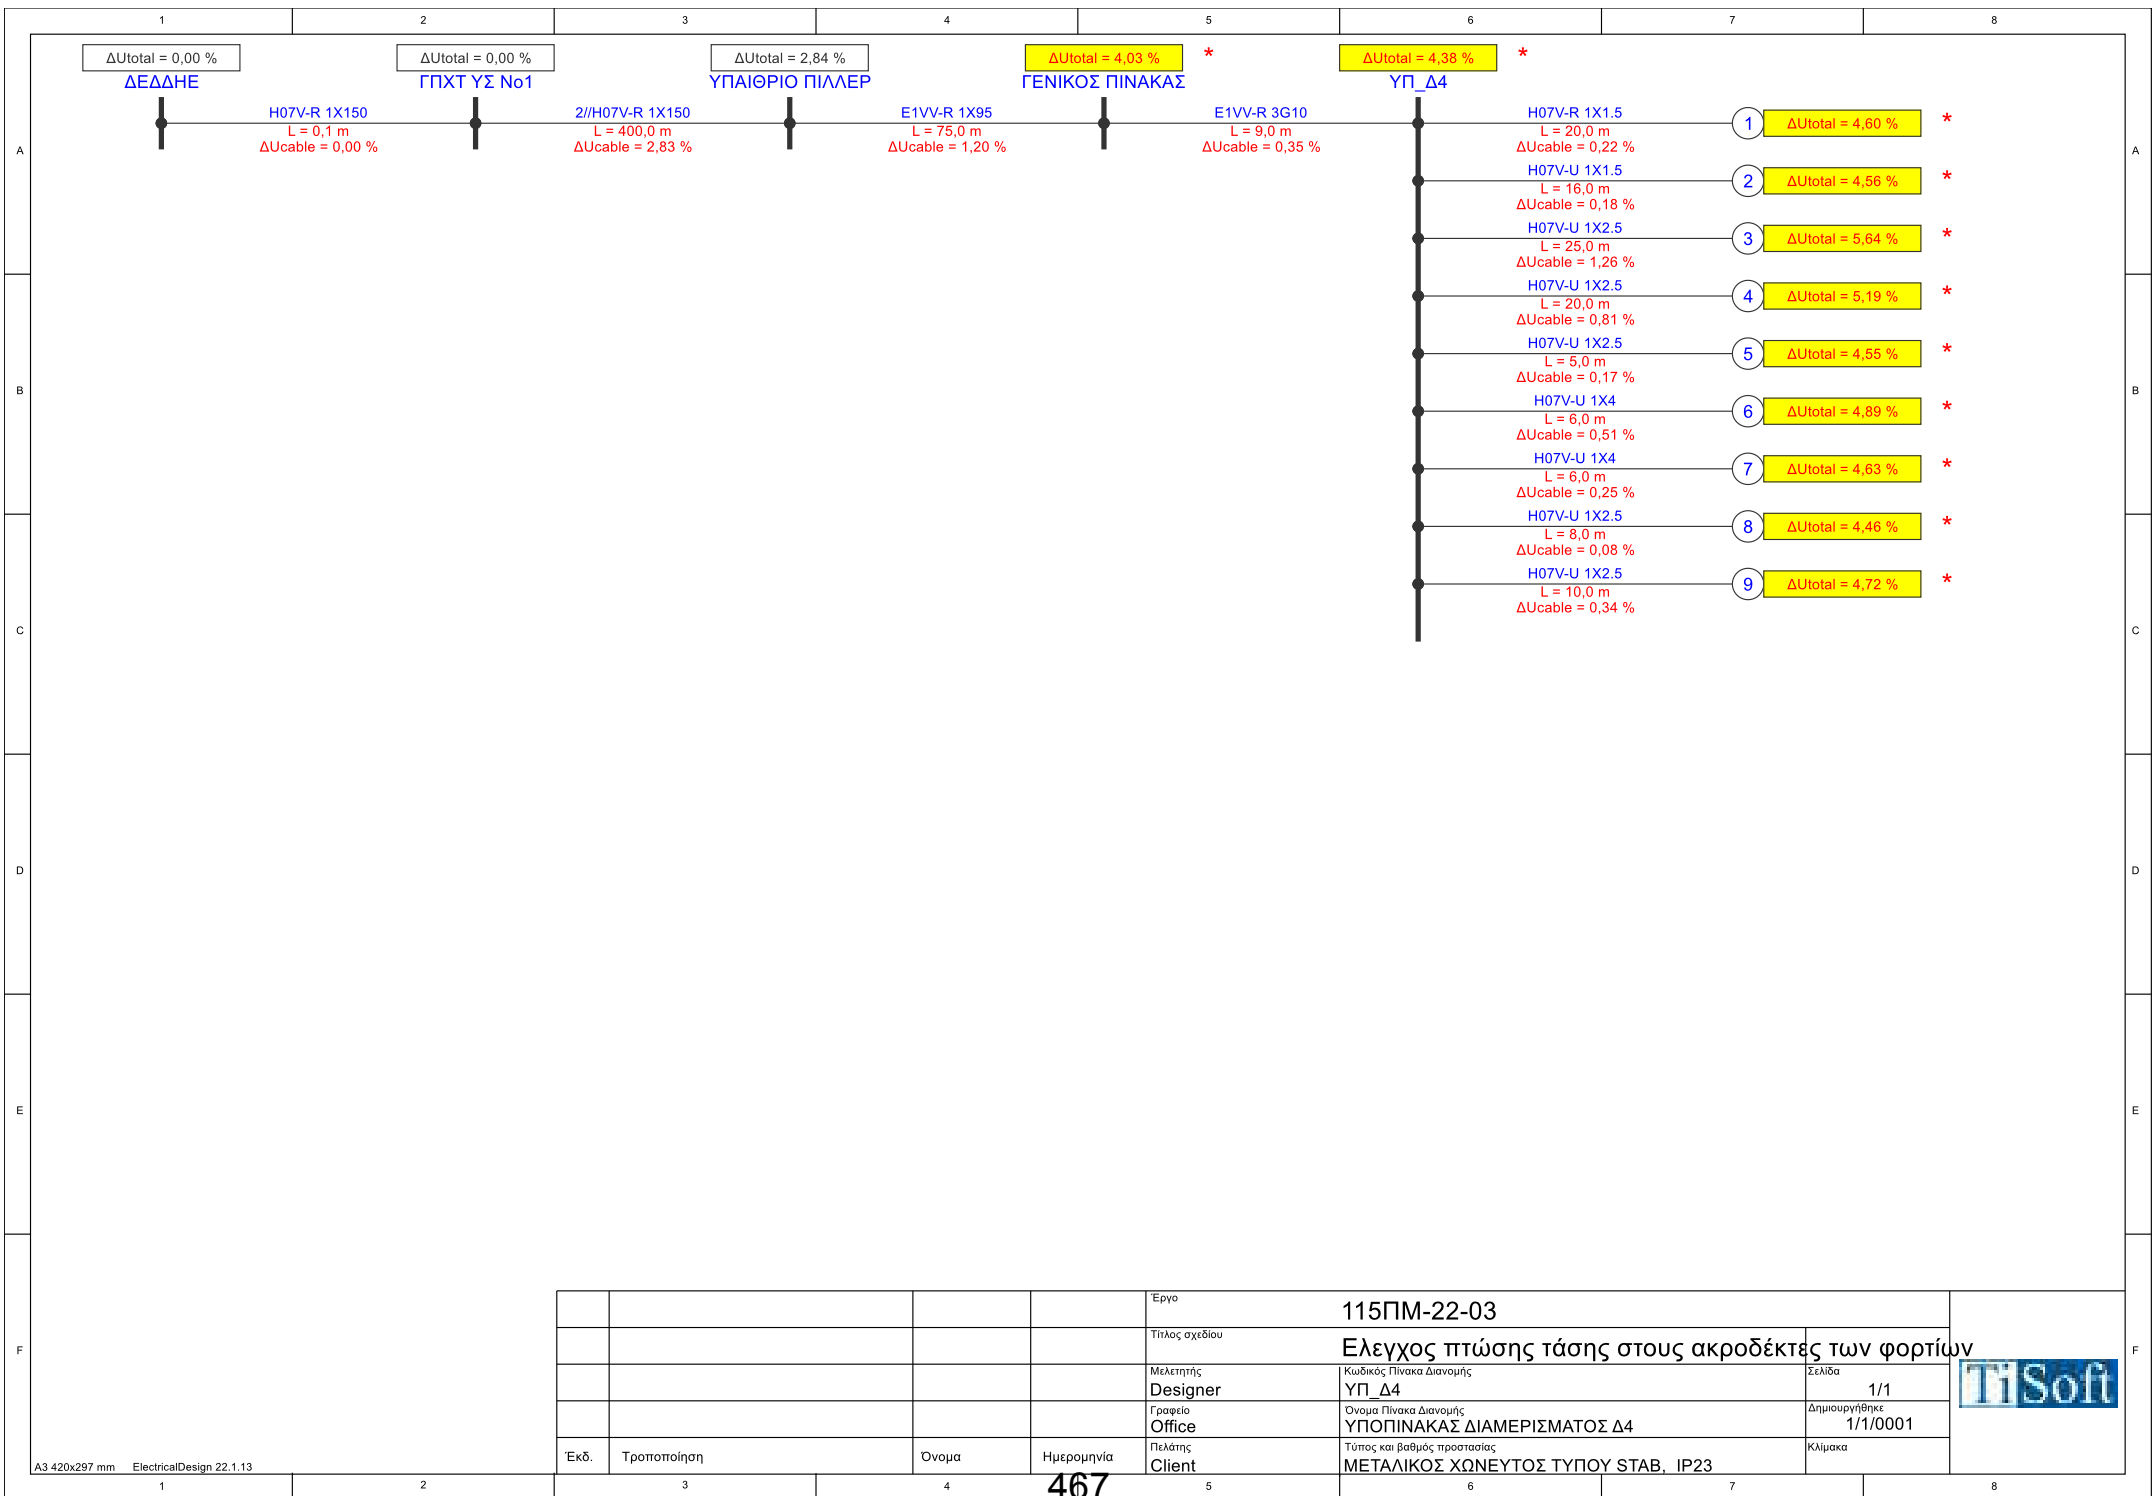 1 2 3 4 5 6 7 8
ΔUtotal = 0,00 % ΔUtotal = 0,00 % ΔUtotal = 2,84 % ΔUtotal = 4,03 % * ΔUtotal = 4,38 % *
ΔΕΔΔΗΕ ΓΠΧΤ ΥΣ Νο1 ΥΠΑΙΘΡΙΟ ΠΙΛΛΕΡ ΓΕΝΙΚΟΣ ΠΙΝΑΚΑΣ ΥΠ_Δ4
H07V-R 1X150 2//H07V-R 1X150 E1VV-R 1X95 E1VV-R 3G10 H07V-R 1X1.5
1 ΔUtotal = 4,60 % *
L = 0,1 m L = 400,0 m L = 75,0 m L = 9,0 m L = 20,0 m
ΔUcable = 0,00 % ΔUcable = 2,83 % ΔUcable = 1,20 % ΔUcable = 0,35 % ΔUcable = 0,22 %
A A
H07V-U 1X1.5
2 ΔUtotal = 4,56 % *
L = 16,0 m
ΔUcable = 0,18 %
H07V-U 1X2.5
3 ΔUtotal = 5,64 % *
L = 25,0 m
ΔUcable = 1,26 %
H07V-U 1X2.5
4 ΔUtotal = 5,19 % *
L = 20,0 m
ΔUcable = 0,81 %
H07V-U 1X2.5
5 ΔUtotal = 4,55 % *
L = 5,0 m
ΔUcable = 0,17 %
B B
H07V-U 1X4
6 ΔUtotal = 4,89 % *
L = 6,0 m
ΔUcable = 0,51 %
H07V-U 1X4
7 ΔUtotal = 4,63 % *
L = 6,0 m
ΔUcable = 0,25 %
H07V-U 1X2.5
8 ΔUtotal = 4,46 % *
L = 8,0 m
ΔUcable = 0,08 %
H07V-U 1X2.5
9 ΔUtotal = 4,72 % *
L = 10,0 m
ΔUcable = 0,34 %
C C
D D
E E
Έργο
115ΠΜ-22-03
Τίτλος σχεδίου
Ελεγχος πτώσης τάσης στους ακροδέκτες των φορτίων
F F
Μελετητής Κωδικός Πίνακα Διανομής Σελίδα
Designer ΥΠ_Δ4 1/1
TiSoft
Γραφείο Όνομα Πίνακα Διανομής Δημιουργήθηκε
Office ΥΠΟΠΙΝΑΚΑΣ ΔΙΑΜΕΡΙΣΜΑΤΟΣ Δ4 1/1/0001
Πελάτης Τύπος και βαθμός προστασίας Κλίμακα
Έκδ. Τροποποίηση Όνομα Ημερομηνία
Client ΜΕΤΑΛΙΚΟΣ ΧΩΝΕΥΤΟΣ ΤΥΠΟΥ STAB, IP23
A3 420x297 mm ElectricalDesign 22.1.13
467
1 2 3 4 5 6 7 8